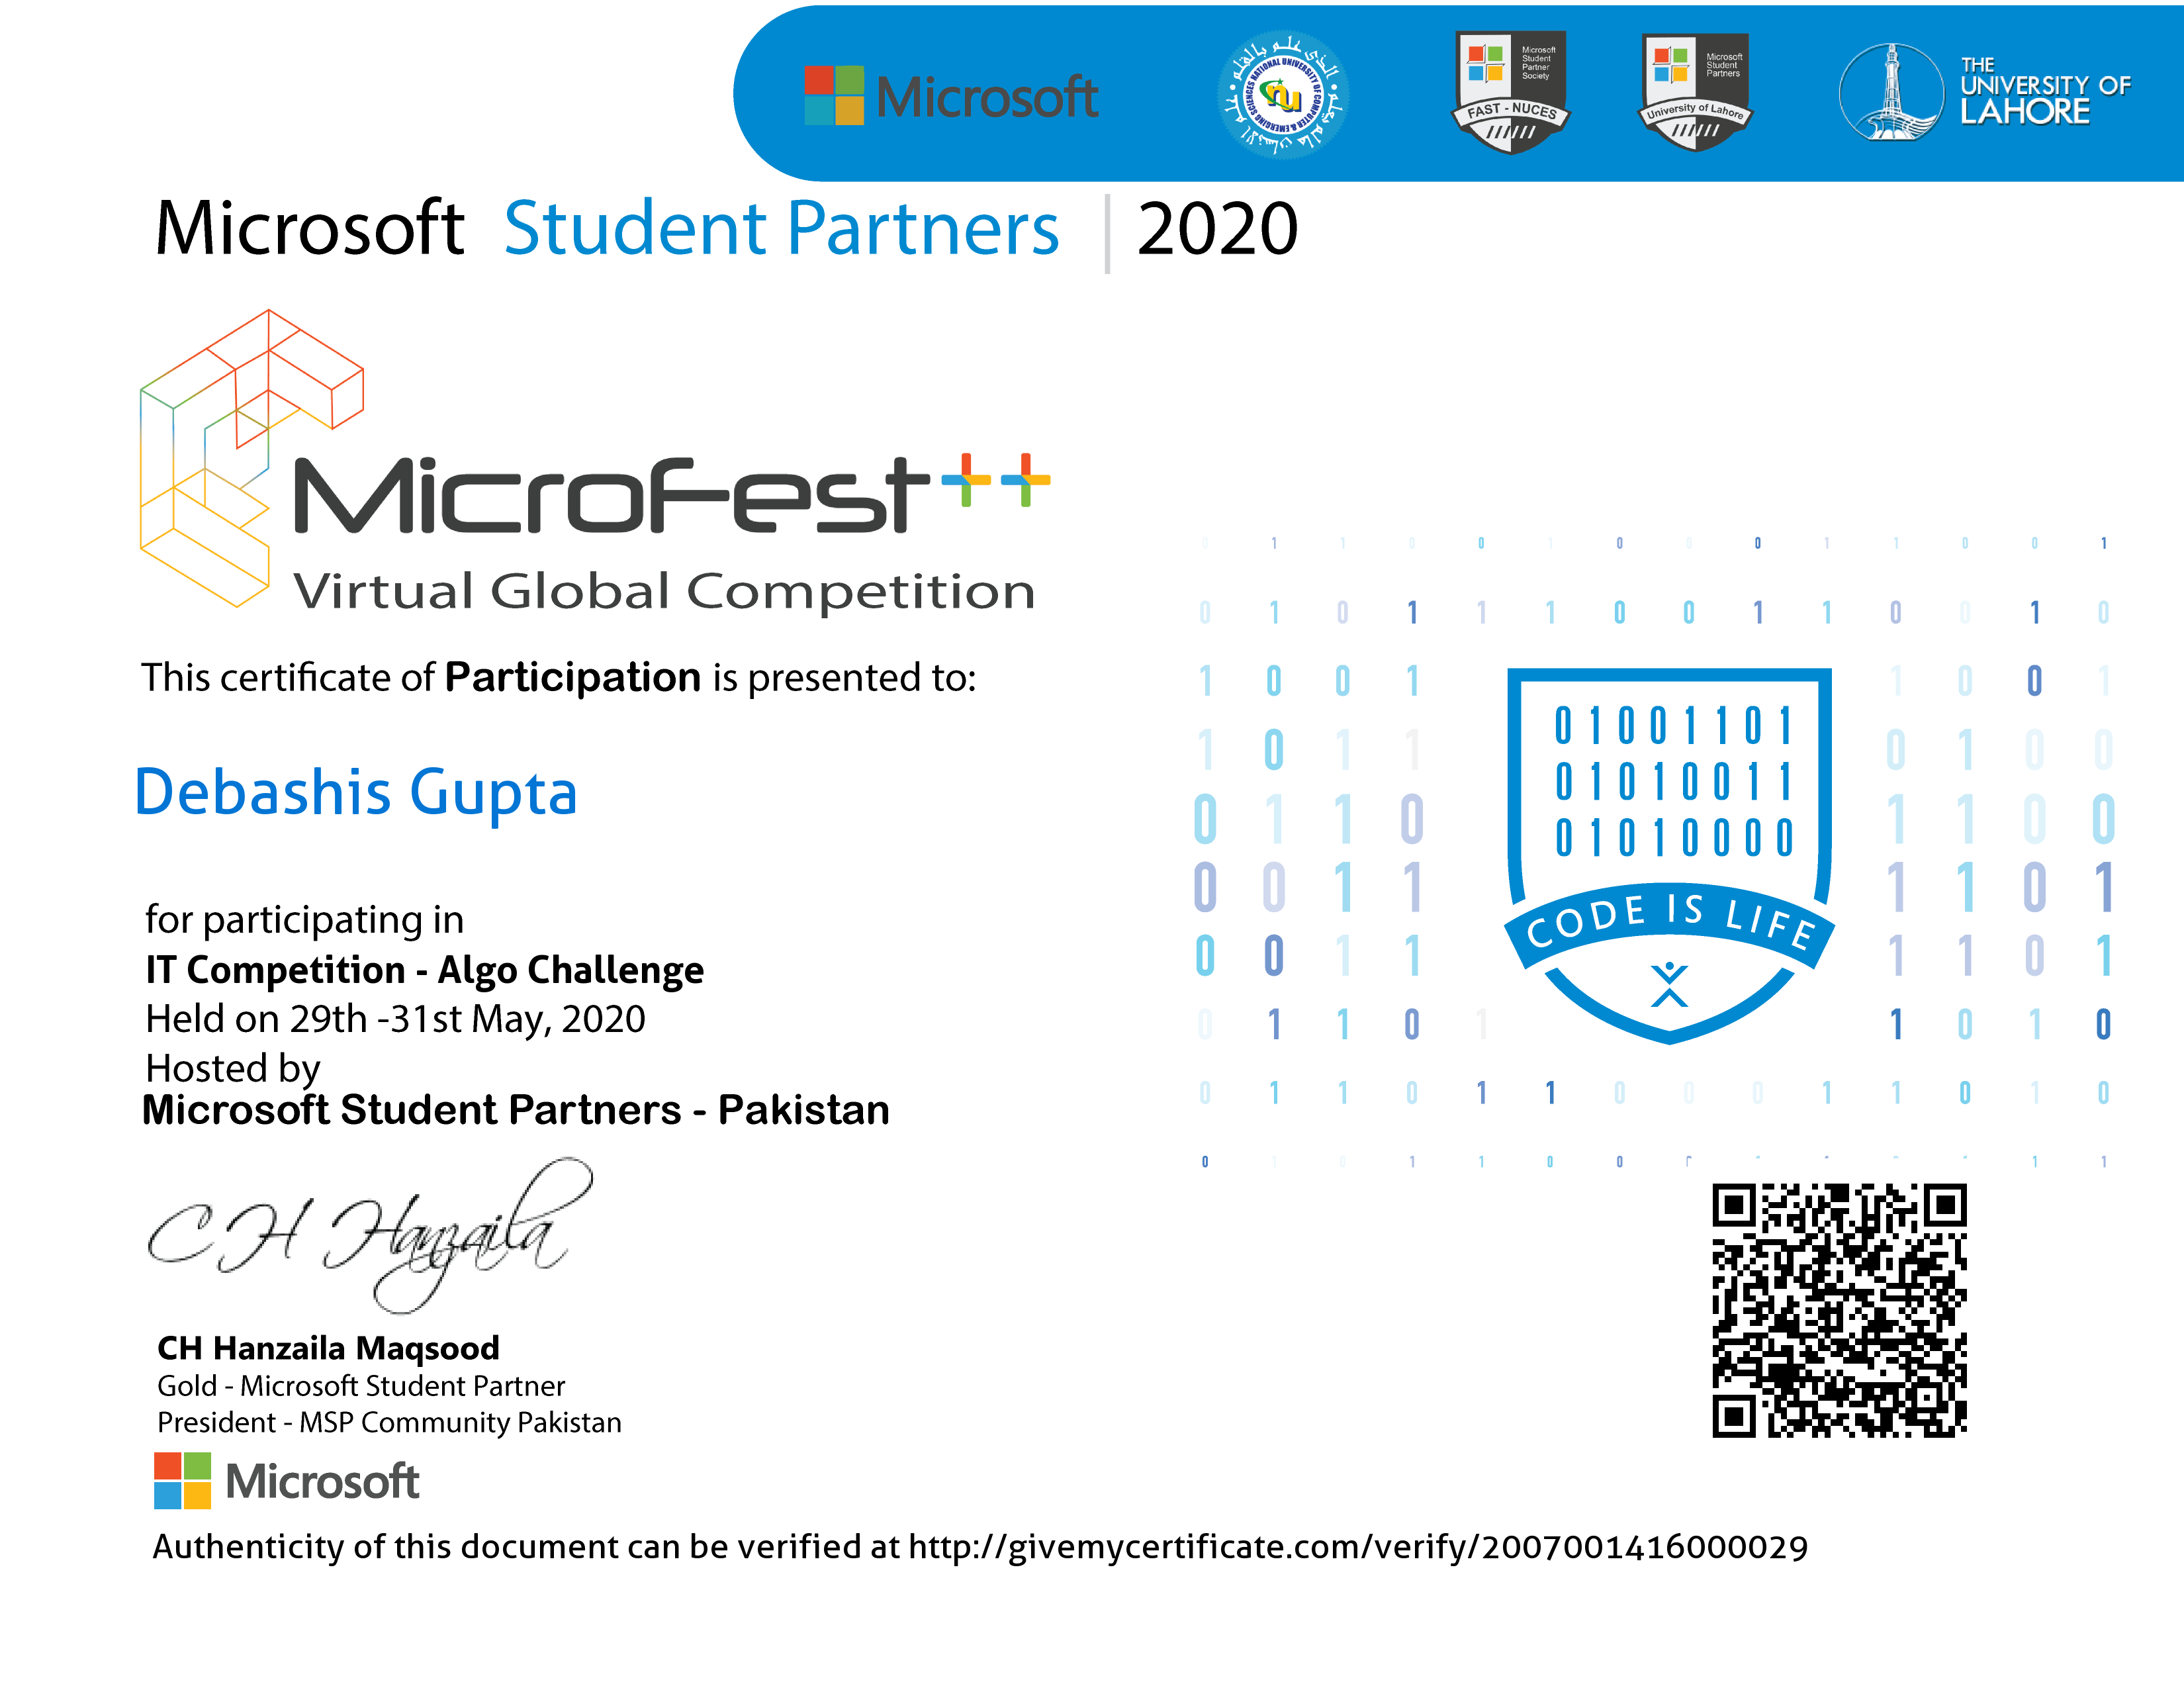 Microsoft
NATIONAL UNIVERSITY OF COMPUTER & EMERGING SCIENCES
nu
Microsoft
Student
Partner
Society
FAST - NUCES
Microsoft
Student
Partners
University of Lahore
THE
UNIVERSITY OF
LAHORE
Microsoft Student Partners | 2020
MicroFest++
Virtual Global Competition
This certificate of Participation is presented to:
Debashis Gupta
for participating in
IT Competition - Algo Challenge
Held on 29th -31st May, 2020
Hosted by
Microsoft Student Partners - Pakistan
01001101
01010011
01010000
CODE IS LIFE
CH Hanzaila
CH Hanzaila Maqsood
Gold - Microsoft Student Partner
President - MSP Community Pakistan
Microsoft
Authenticity of this document can be verified at http://givemycertificate.com/verify/2007001416000029